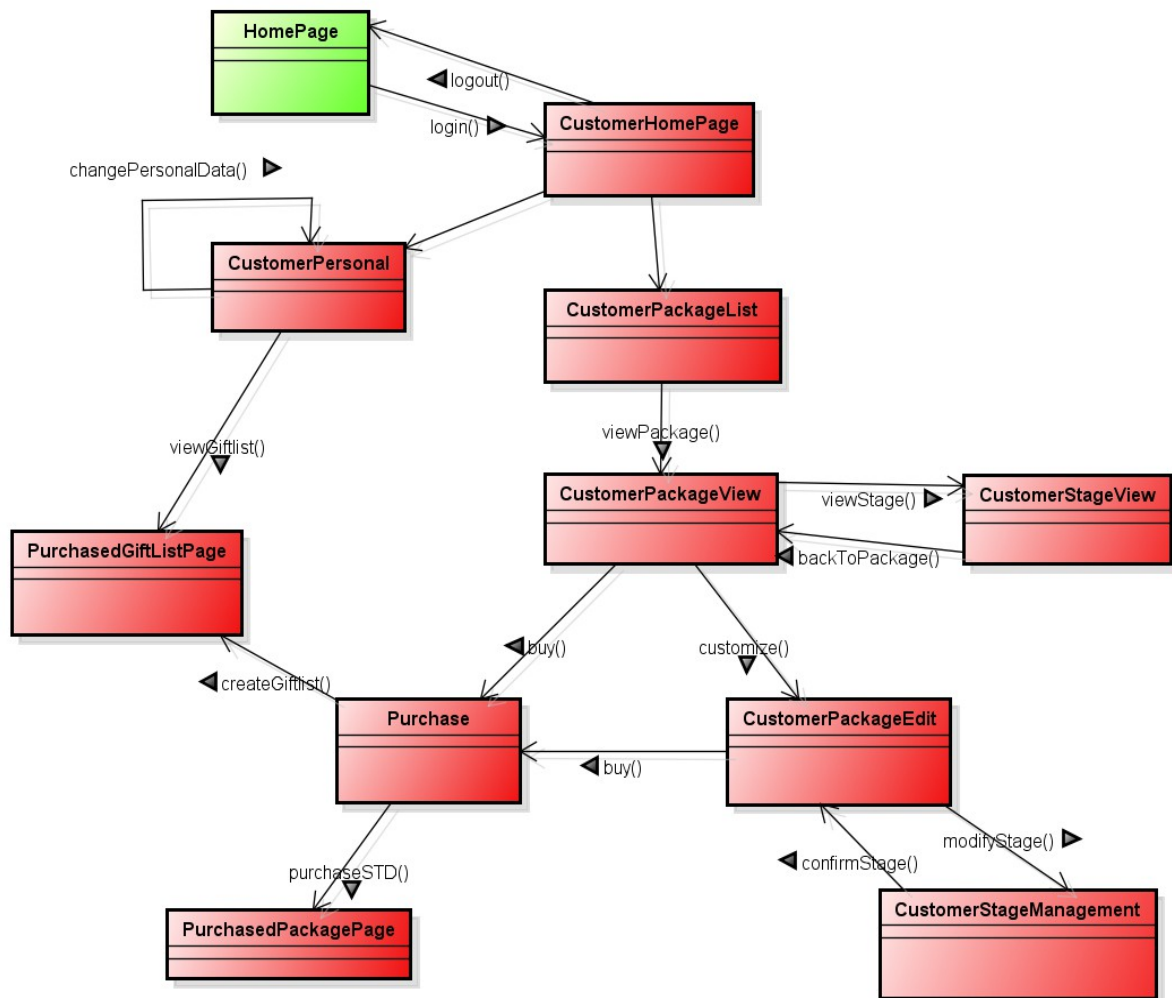 HomePage
logout()
login()
CustomerHomePage
changePersonalData()
CustomerPersonal
CustomerPackageList
viewGiftlist()
viewPackage()
CustomerPackageView
viewStage()
CustomerStageView
PurchasedGiftListPage
backToPackage()
buy()
customize()
createGiftlist()
Purchase
CustomerPackageEdit
buy()
modifyStage()
confirmStage()
purchaseSTD()
CustomerStageManagement
PurchasedPackagePage